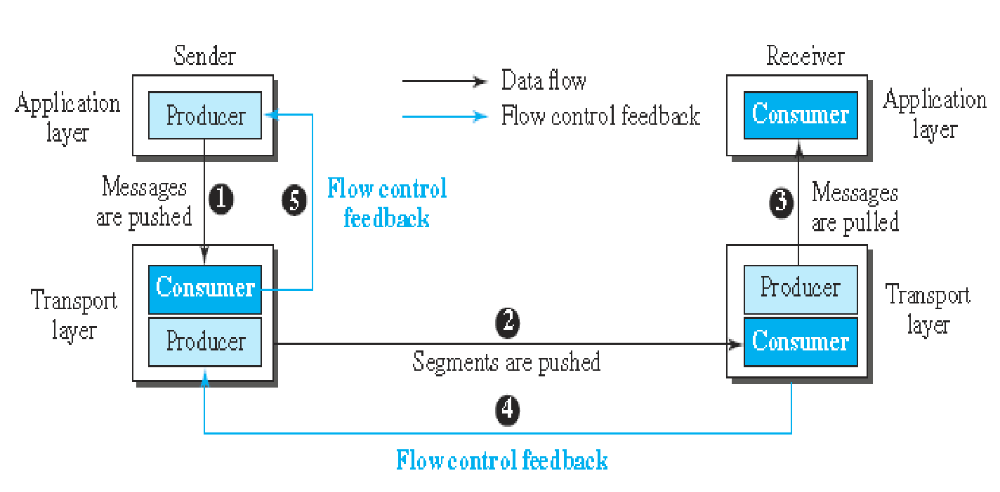 Sender
Receiver
Data flow
Flow control feedback
Application
layer
Producer
Consumer
Application
layer
Messages
are pushed
1
5
Flow control
feedback
3
Messages
are pulled
Transport
layer
Consumer
Producer
2
Segments are pushed
Producer
Consumer
Transport
layer
4
Flow control feedback